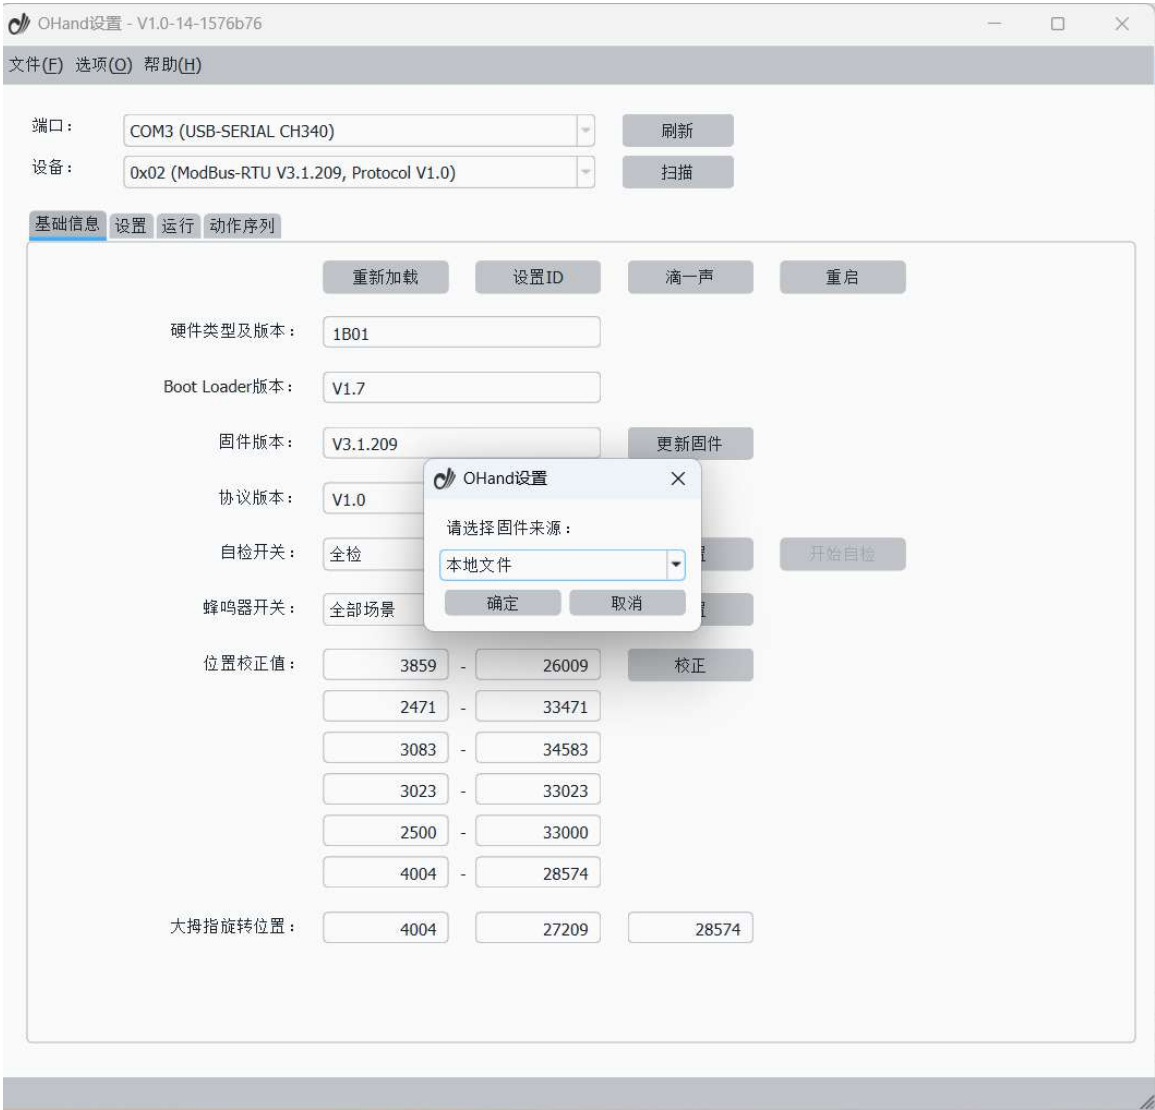 OHand设置 - V1.0-14-1576b76
文件(F) 选项(O) 帮助(H)
端口： COM3 (USB-SERIAL CH340) 刷新
设备： 0x02 (ModBus-RTU V3.1.209, Protocol V1.0) 扫描
基础信息 设置 运行 动作序列
重新加载 设置ID 滴一声 重启
硬件类型及版本： 1B01
Boot Loader版本： V1.7
固件版本： V3.1.209 更新固件
OHand设置
协议版本： V1.0
请选择固件来源：
自检开关： 全检 开始自检
本地文件
确定 取消
蜂鸣器开关： 全部场景
位置校正值： 3859 - 26009 校正
2471 - 33471
3083 - 34583
3023 - 33023
2500 - 33000
4004 - 28574
大拇指旋转位置： 4004 27209 28574